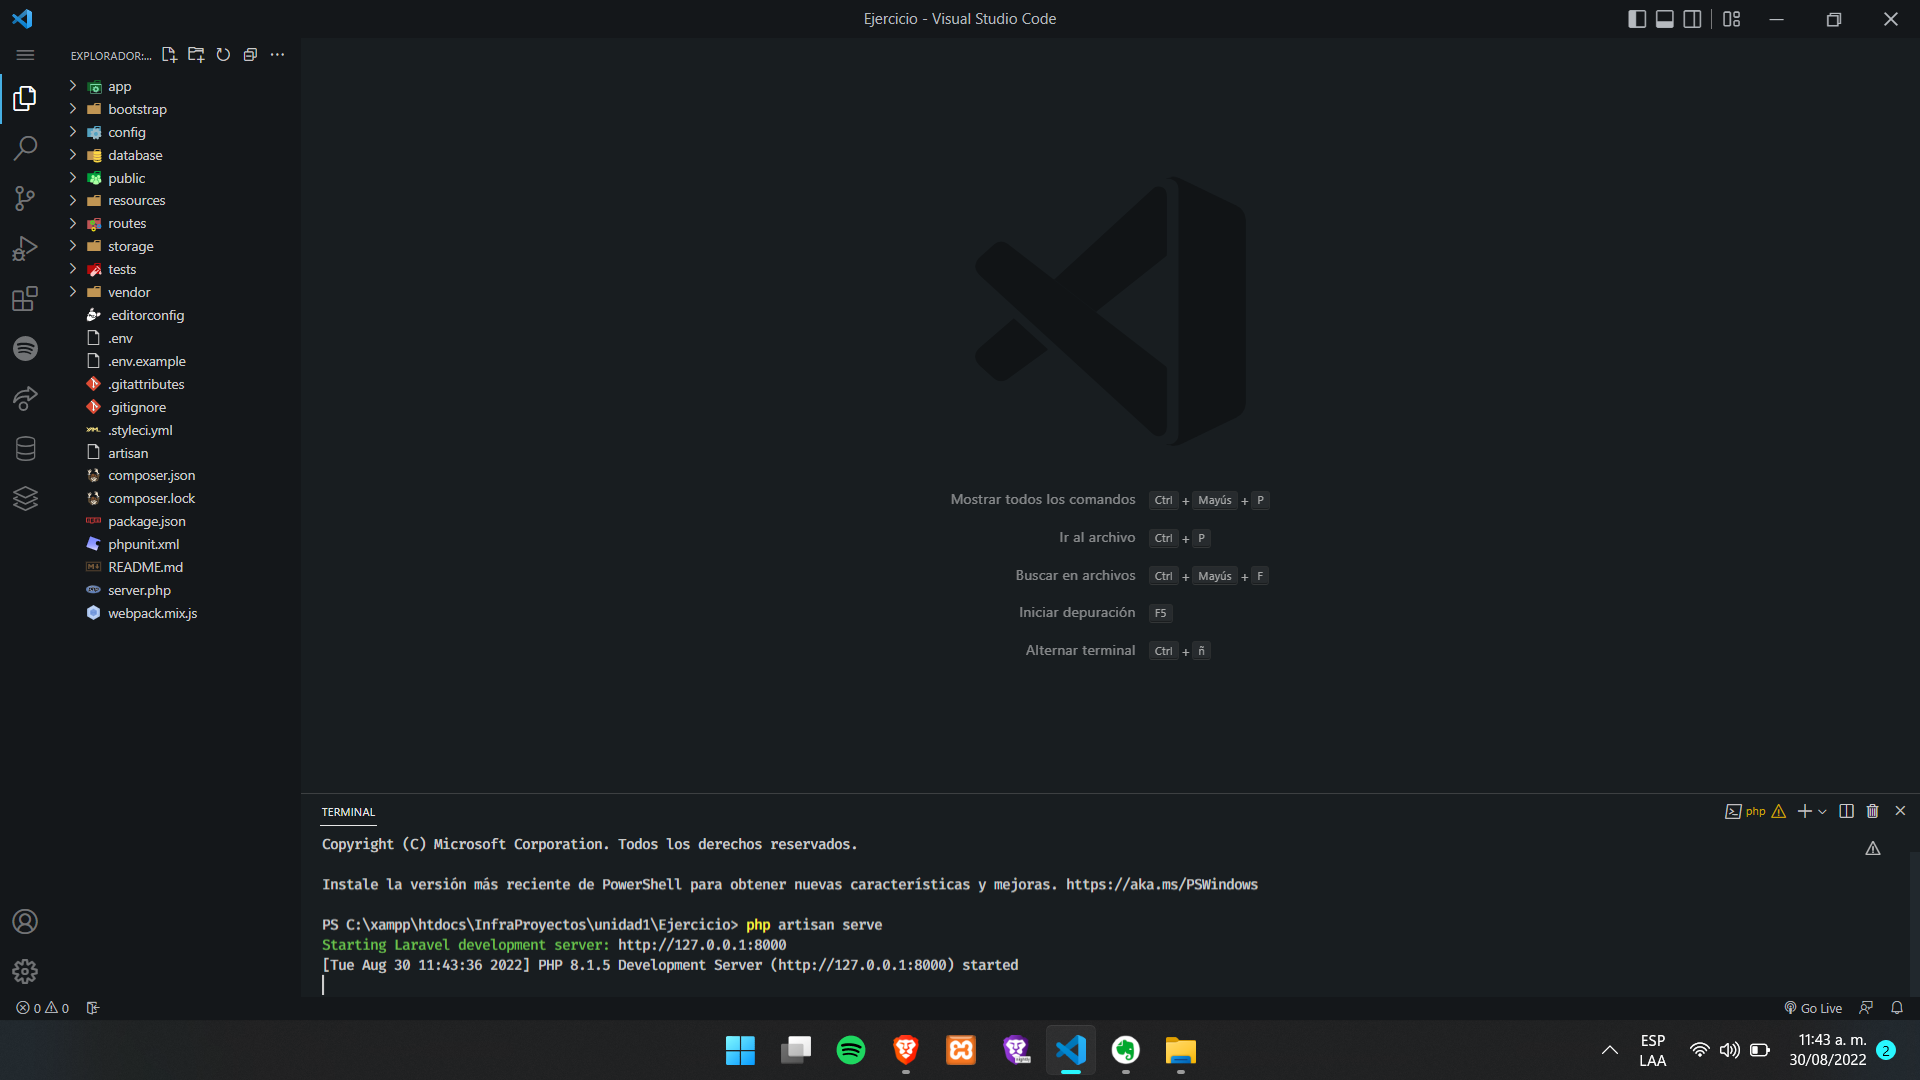 Ejercicio - Visual Studio Code
EXPLORADOR:...
app
bootstrap
config
database
public
resources
routes
storage
tests
vendor
.editorconfig
.env
.env.example
.gitattributes
.gitignore
.styleci.yml
artisan
composer.json
composer.lock
package.json
phpunit.xml
README.md
server.php
webpack.mix.js
Mostrar todos los comandos Ctrl + Mayús + P
Ir al archivo Ctrl + P
Buscar en archivos Ctrl + Mayús + F
Iniciar depuración F5
Alternar terminal Ctrl + ñ
TERMINAL
php
Copyright (C) Microsoft Corporation. Todos los derechos reservados.
Instale la versión más reciente de PowerShell para obtener nuevas características y mejoras. https://aka.ms/PSWindows
PS C:\xampp\htdocs\InfraProyectos\unidad1\Ejercicio> php artisan serve
Starting Laravel development server: http://127.0.0.1:8000
[Tue Aug 30 11:43:36 2022] PHP 8.1.5 Development Server (http://127.0.0.1:8000) started
0 0
Go Live
ESP
LAA
11:43 a. m.
30/08/2022
2